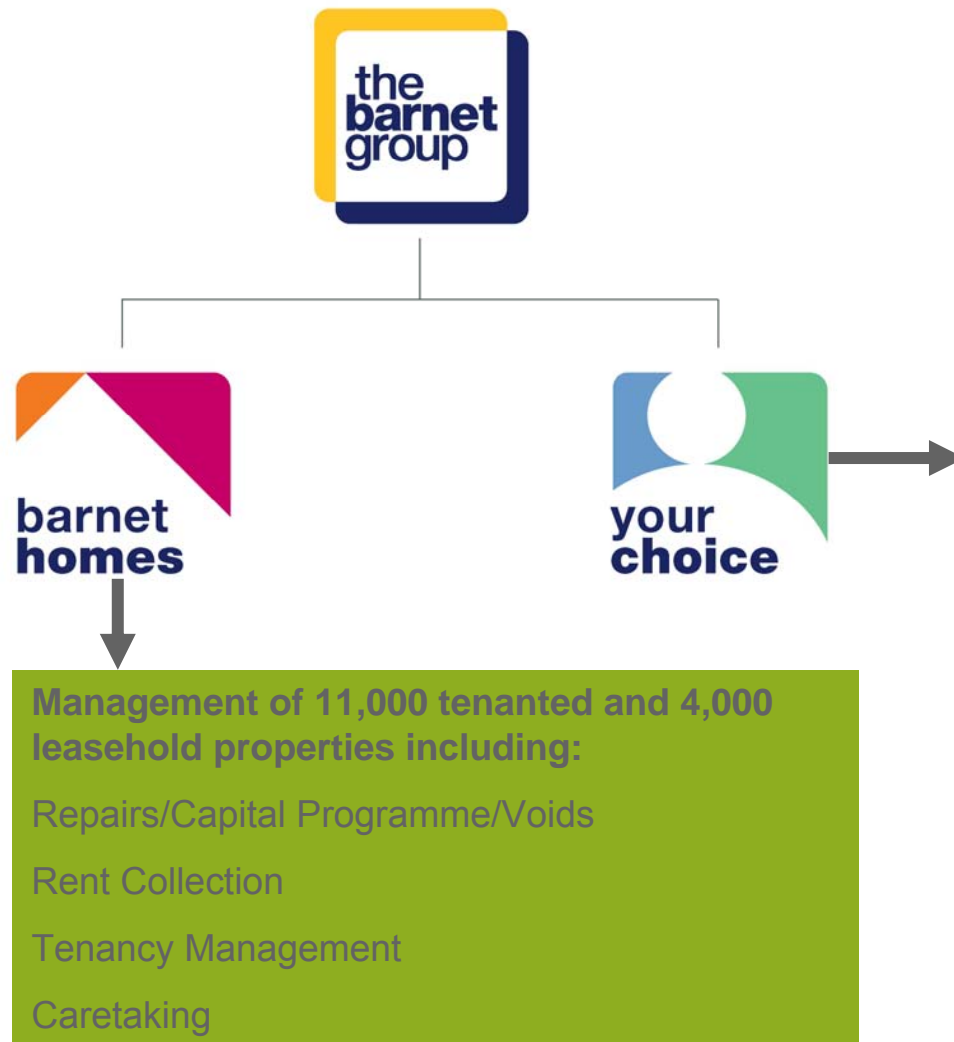 the
barnet
group
barnet
homes
your
choice
Management of 11,000 tenanted and 4,000
leasehold properties including:
Repairs/Capital Programme/Voids
Rent Collection
Tenancy Management
Caretaking